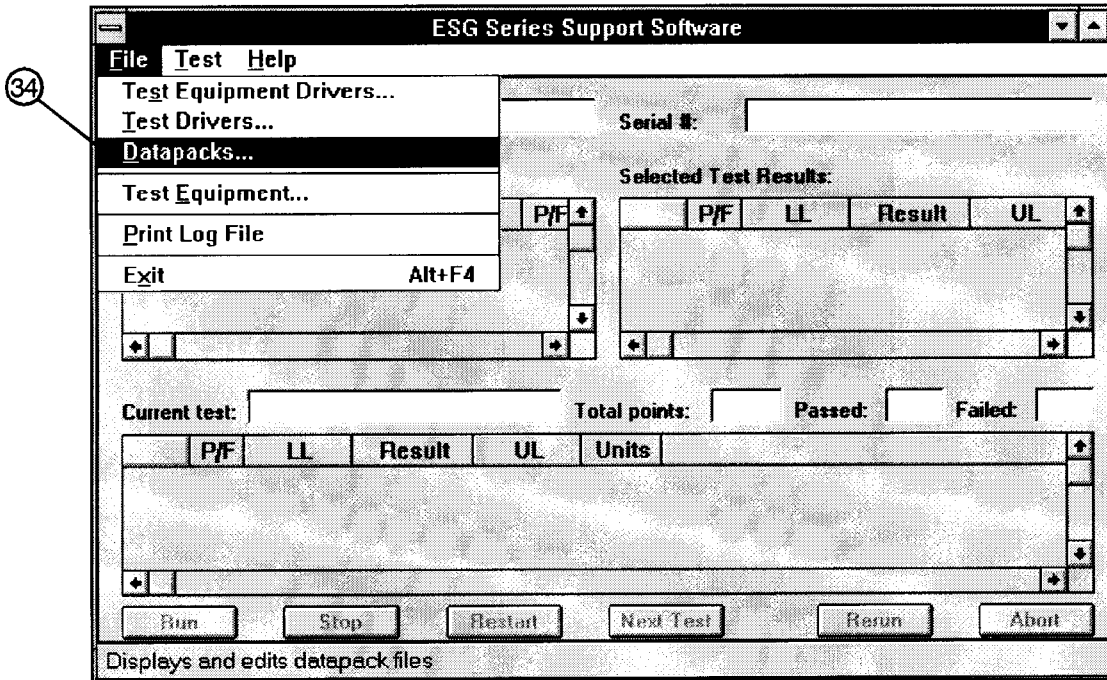 ESG Series Support Software
File Test Help
34
Test Equipment Drivers...
Test Drivers...
Datapacks...
Test Equipment...
Print Log File
Exit Alt+F4
Serial #:
Selected Test Results:
P/F
P/F LL Result UL
Current test: Total points: Passed: Failed:
P/F LL Result UL Units
Run Stop Restart Next Test Rerun Abort
Displays and edits datapack files